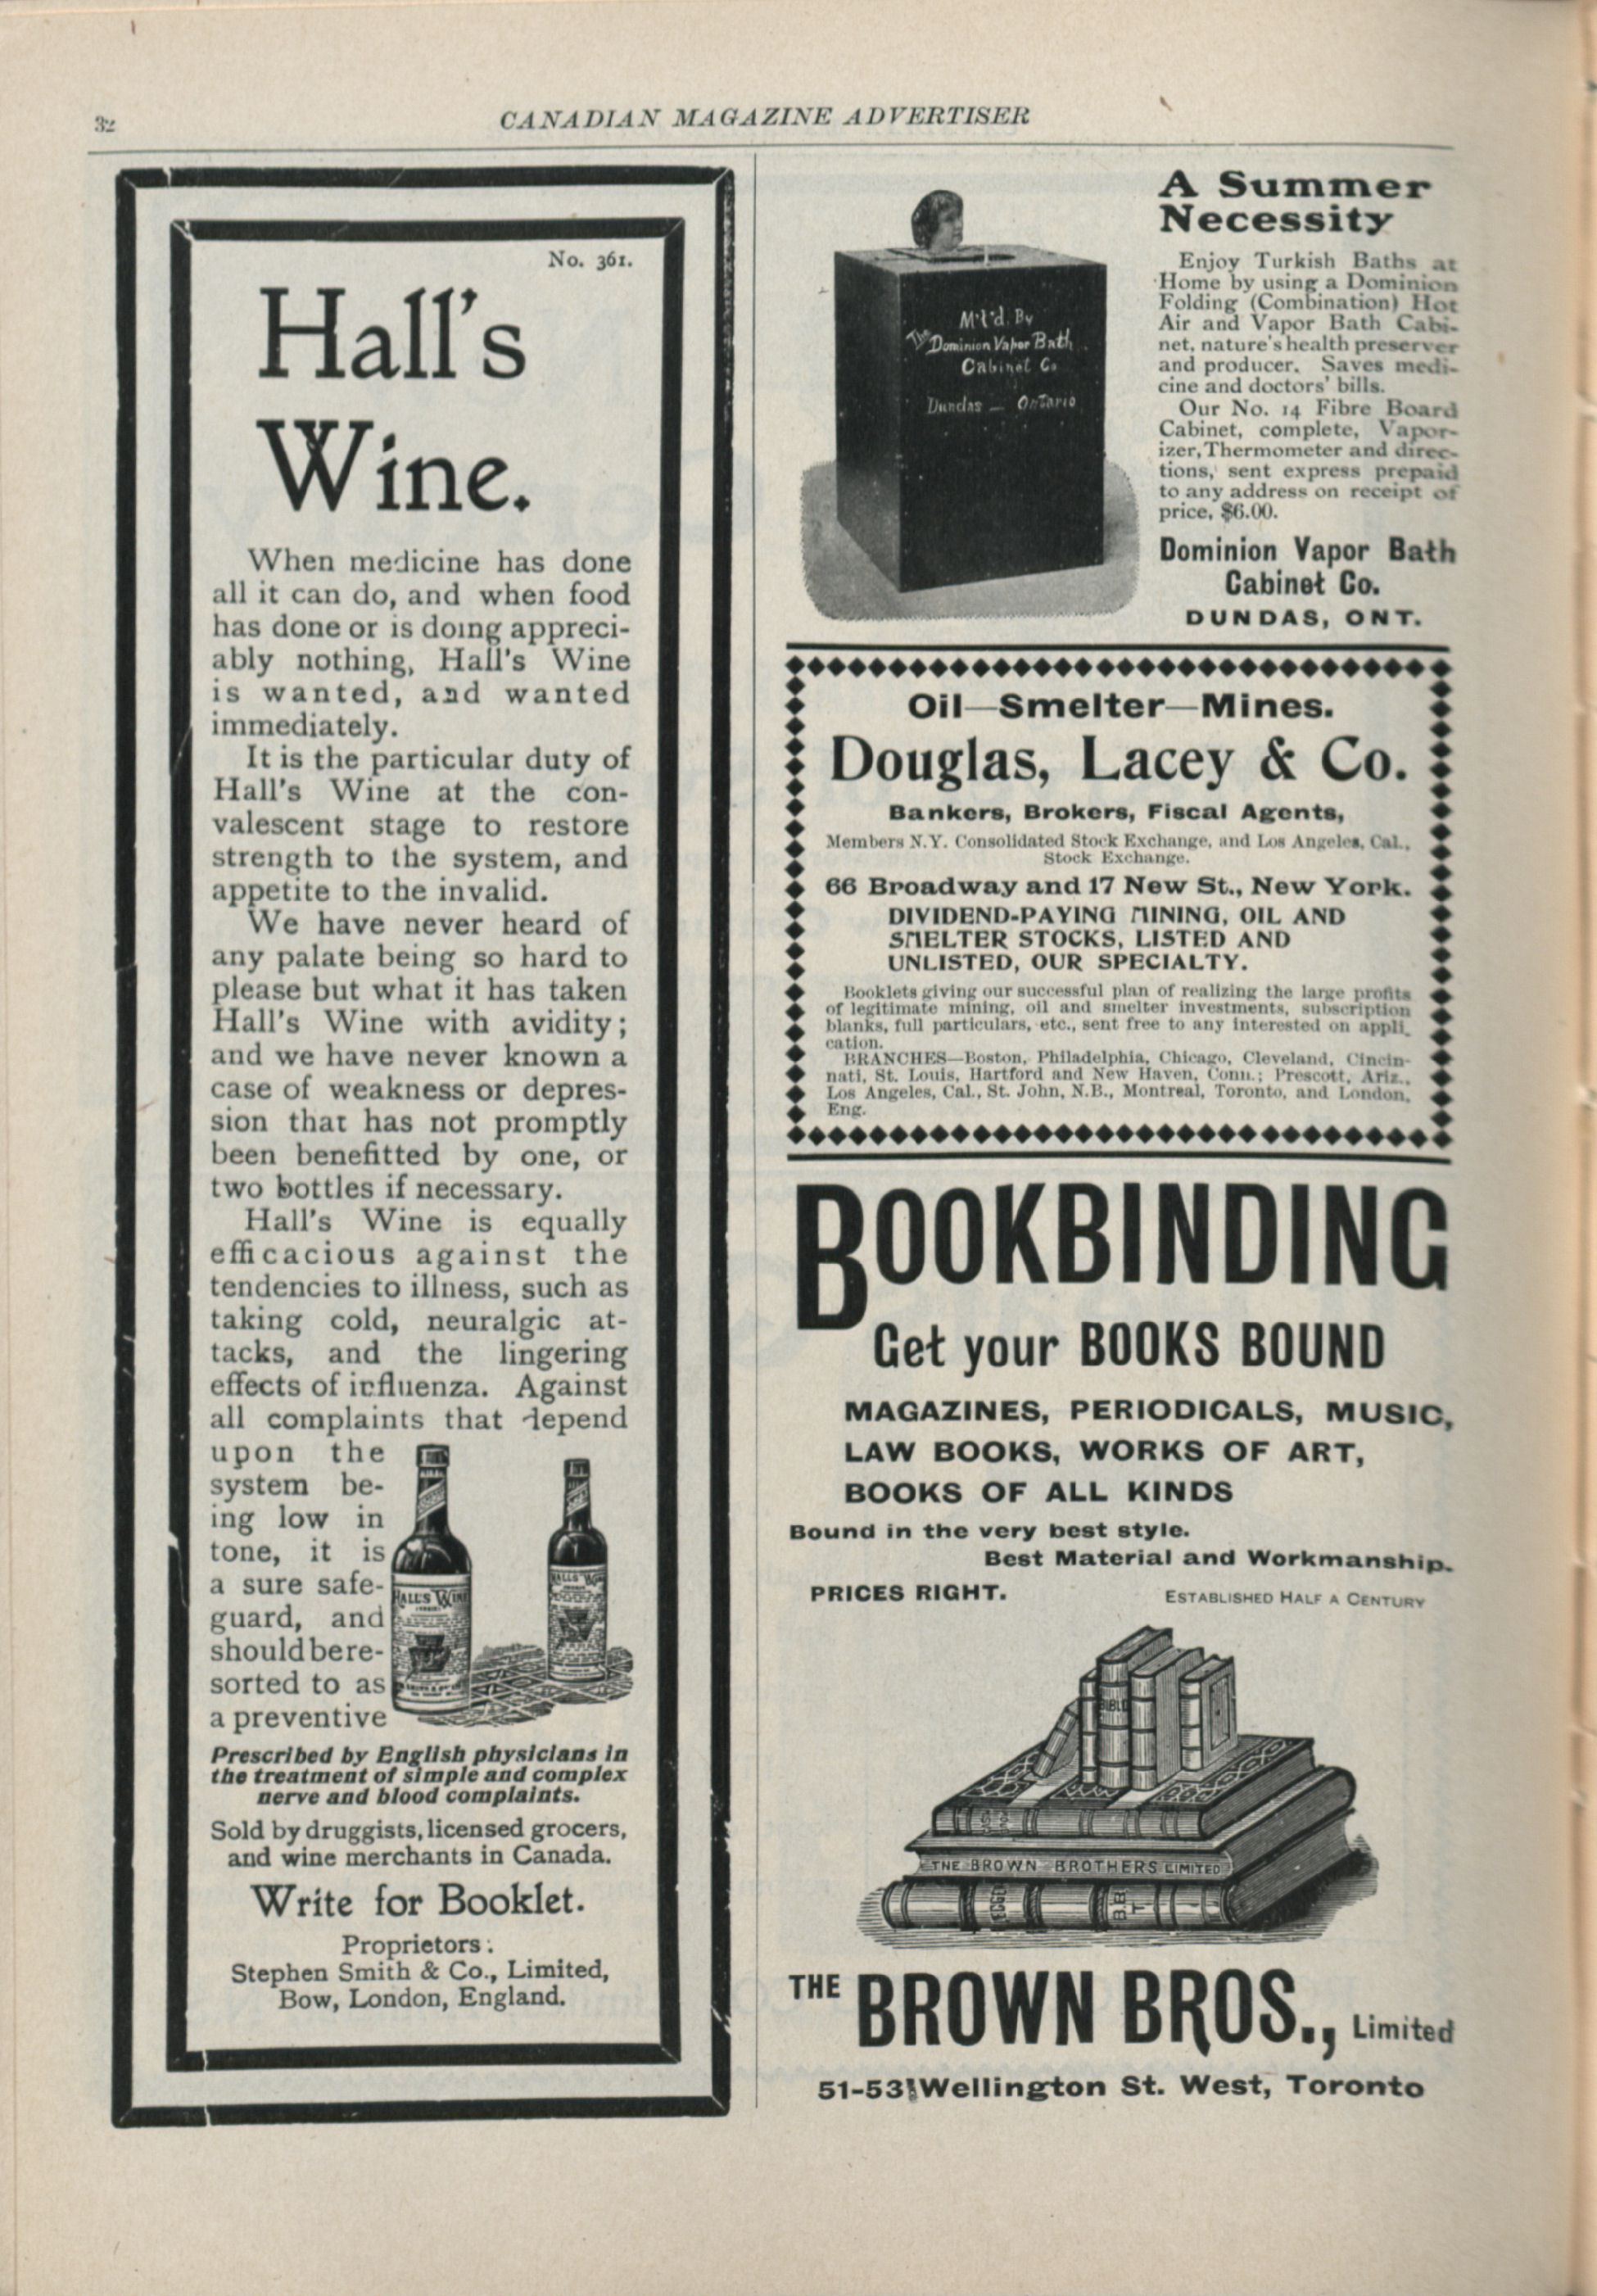 32
CANADIAN MAGAZINE ADVERTISER
No. 361.
Hall's
Wine.
When medicine has done
all it can do, and when food
has done or is doing appreci-
ably nothing, Hall's Wine
is wanted, and wanted
immediately.
It is the particular duty of
Hall's Wine at the con-
valescent stage to restore
strength to the system, and
appetite to the invalid.
We have never heard of
any palate being so hard to
please but what it has taken
Hall's Wine with avidity;
and we have never known a
case of weakness or depres-
sion that has not promptly
been benefitted by one, or
two bottles if necessary.
Hall's Wine is equally
efficacious against the
tendencies to illness, such as
taking cold, neuralgic at-
tacks, and the lingering
effects of influenza. Against
all complaints that depend
upon the
system be-
ing low in
tone, it is
a sure safe-
guard, and
should be re-
sorted to as
a preventive
HALL'S WINE
HALL'S WINE
Prescribed by English physicians in
the treatment of simple and complex
nerve and blood complaints.
Sold by druggists, licensed grocers,
and wine merchants in Canada.
Write for Booklet.
Proprietors:
Stephen Smith & Co., Limited,
Bow, London, England.
M'f'd. By
The Dominion Vapor Bath
Cabinet Co
Dundas — Ontario
A Summer
Necessity
Enjoy Turkish Baths at
Home by using a Dominion
Folding (Combination) Hot
Air and Vapor Bath Cabi-
net, nature's health preserver
and producer. Saves medi-
cine and doctors' bills.
Our No. 14 Fibre Board
Cabinet, complete, Vapor-
izer, Thermometer and direc-
tions, sent express prepaid
to any address on receipt of
price, $6.00.
Dominion Vapor Bath
Cabinet Co.
DUNDAS, ONT.
Oil—Smelter—Mines.
Douglas, Lacey & Co.
Bankers, Brokers, Fiscal Agents,
Members N.Y. Consolidated Stock Exchange, and Los Angeles, Cal.,
Stock Exchange.
66 Broadway and 17 New St., New York.
DIVIDEND-PAYING MINING, OIL AND
SMELTER STOCKS, LISTED AND
UNLISTED, OUR SPECIALTY.
Booklets giving our successful plan of realizing the large profits
of legitimate mining, oil and smelter investments, subscription
blanks, full particulars, etc., sent free to any interested on appli-
cation.
BRANCHES—Boston, Philadelphia, Chicago, Cleveland, Cincin-
nati, St. Louis, Hartford and New Haven, Conn.; Prescott, Ariz.,
Los Angeles, Cal., St. John, N.B., Montreal, Toronto, and London,
Eng.
BOOKBINDING
Get your BOOKS BOUND
MAGAZINES, PERIODICALS, MUSIC,
LAW BOOKS, WORKS OF ART,
BOOKS OF ALL KINDS
Bound in the very best style.
Best Material and Workmanship.
PRICES RIGHT.
ESTABLISHED HALF A CENTURY
BIBLE
THE BROWN BROTHERS LIMITED
THE BROWN BROS., Limited
51-53 Wellington St. West, Toronto